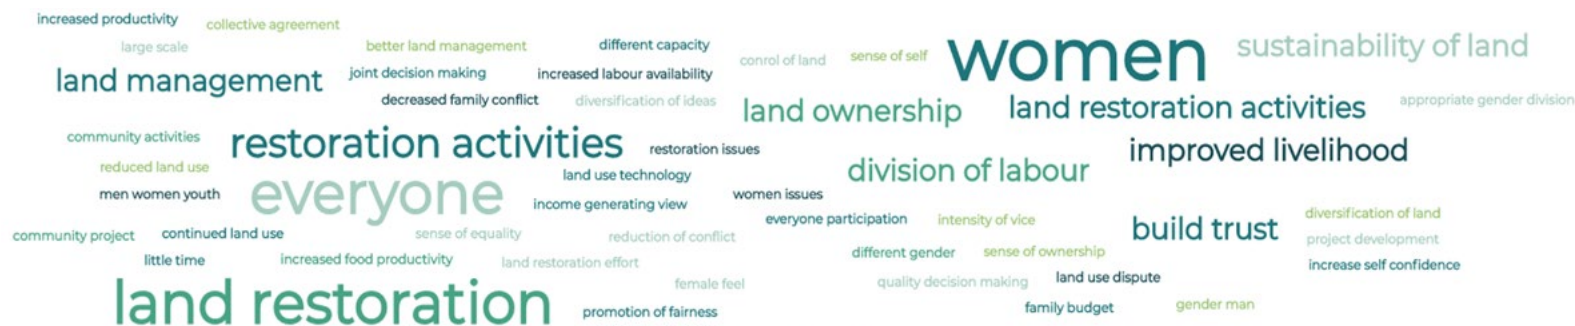 increased productivity
collective agreement
large scale
better land management
different capacity
women
sustainability of land
land management
joint decision making
increased labour availability
conrol of land
sense of self
decreased family conflict
diversification of ideas
land ownership
land restoration activities
appropriate gender division
community activities
restoration activities
restoration issues
improved livelihood
reduced land use
land use technology
division of labour
men women youth
everyone
income generating view
women issues
everyone participation
intensity of vice
build trust
diversification of land
community project
continued land use
sense of equality
reduction of conflict
project development
little time
increased food productivity
land restoration effort
different gender
sense of ownership
increase self confidence
land restoration
female feel
quality decision making
land use dispute
promotion of fairness
family budget
gender man